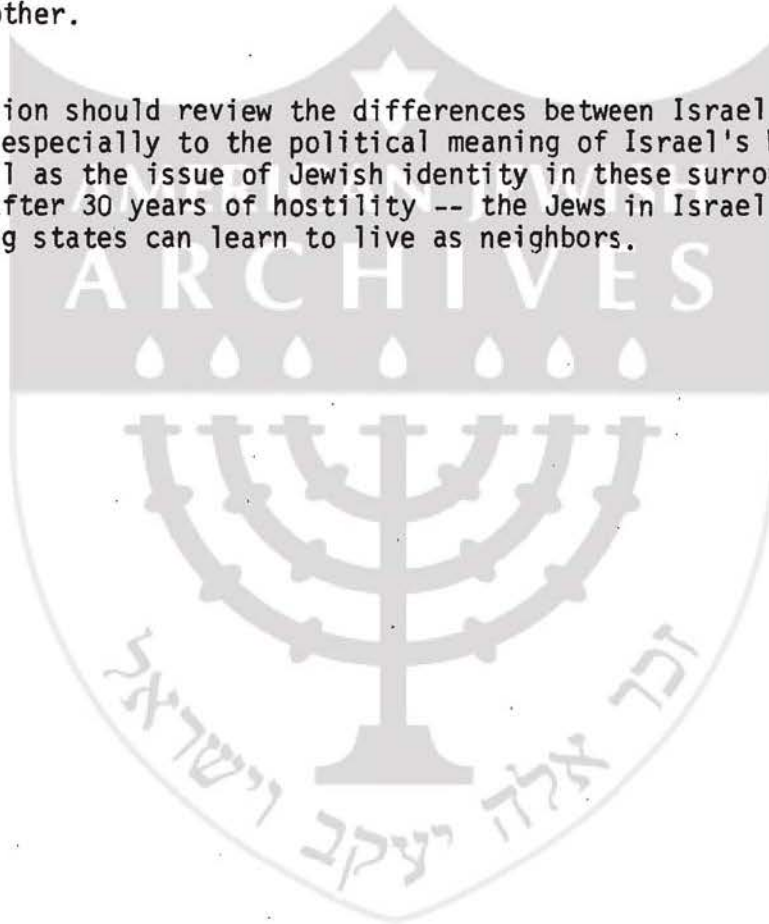 other.
ion should review the differences between Israel
especially to the political meaning of Israel's
l as the issue of Jewish identity in these
fter 30 years of hostility -- the Jews in Israel
g states can learn to live as neighbors.
AMERICAN JEWISH
ARCHIVES
זכר אלה יעקב וישראל